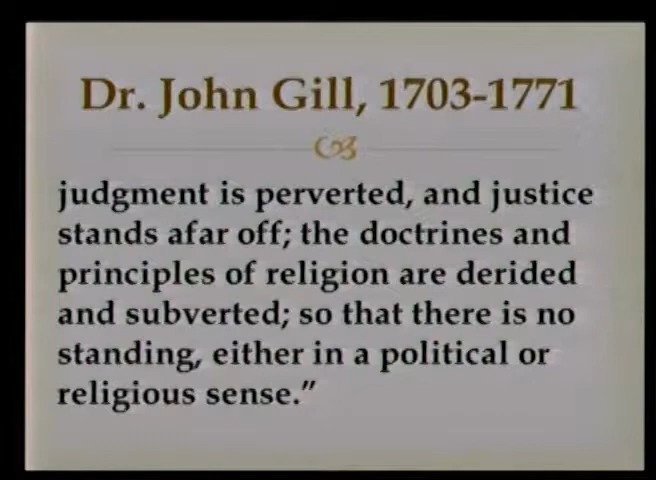 Dr. John Gill, 1703-1771
judgment is perverted, and justice
stands afar off; the doctrines and
principles of religion are derided
and subverted; so that there is no
standing, either in a political or
religious sense.”